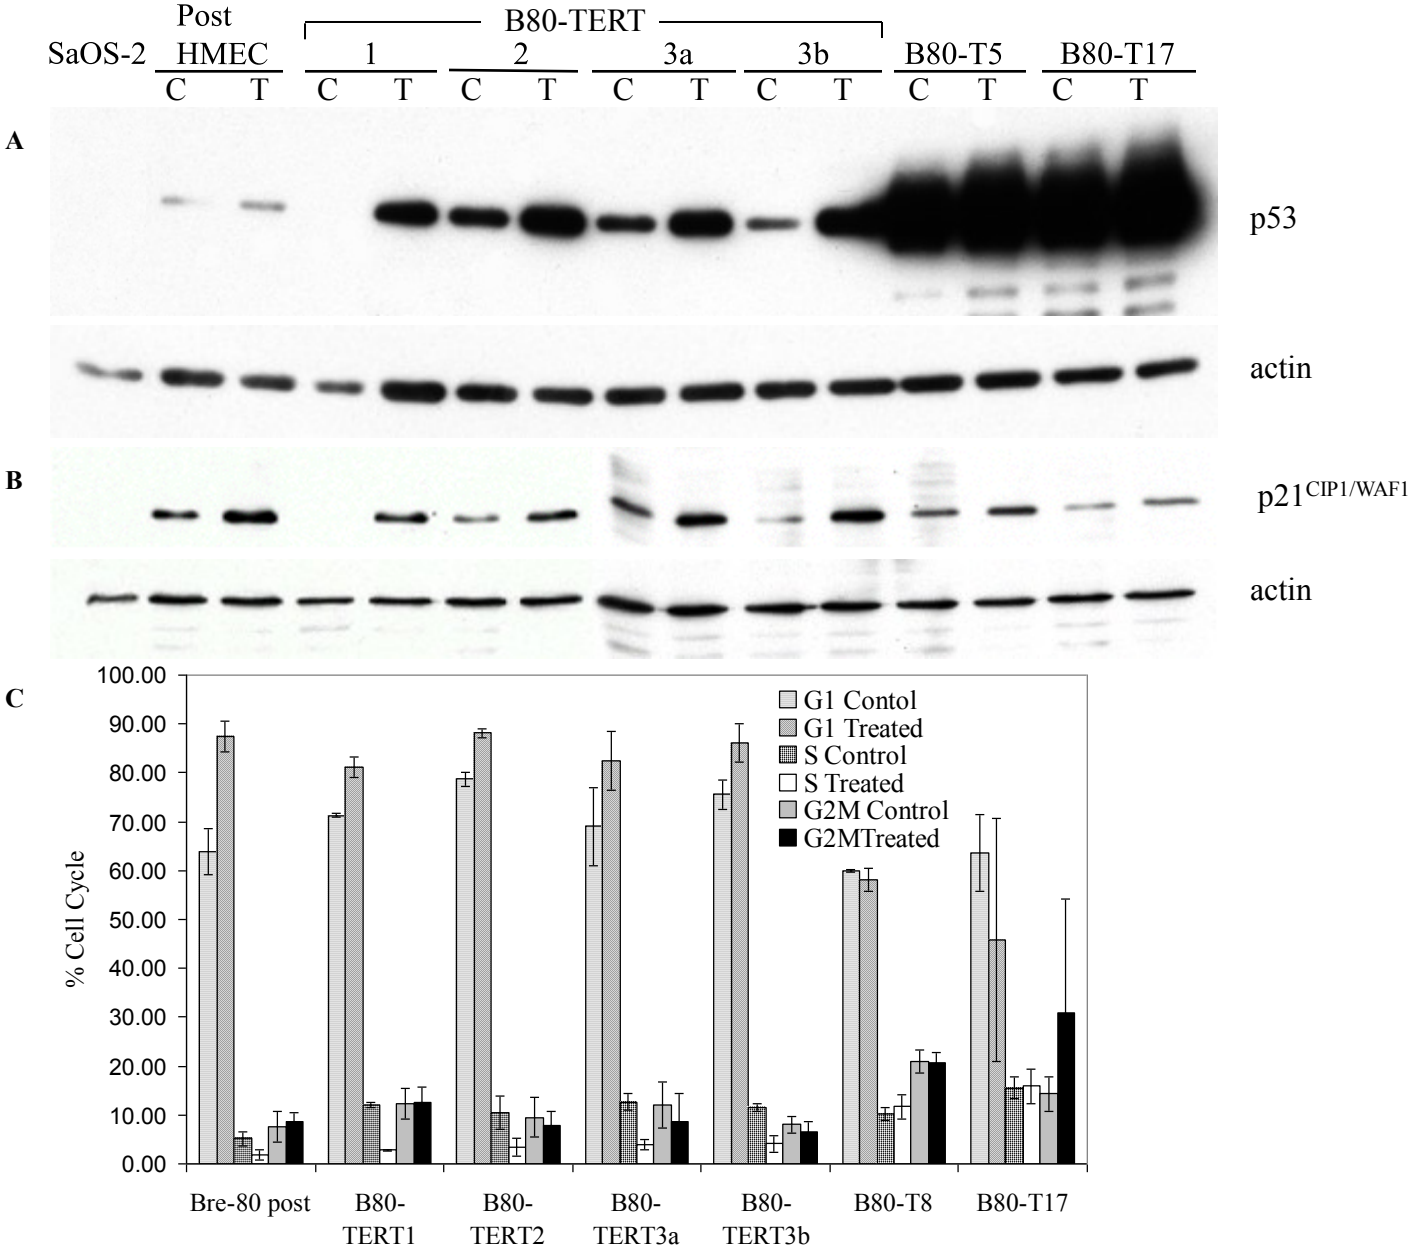 Post
B80-TERT
SaOS-2 HMEC 1 2 3a 3b B80-T5 B80-T17
C T C T C T C T C T C T C T
A
p53
actin
B
p21CIP1/WAF1
actin
C
100.00
90.00
80.00
70.00
60.00
50.00
40.00
30.00
20.00
10.00
0.00
% Cell Cycle
G1 Contol
G1 Treated
S Control
S Treated
G2M Control
G2MTreated
Bre-80 post
B80-
TERT1
B80-
TERT2
B80-
TERT3a
B80-
TERT3b
B80-T8
B80-T17